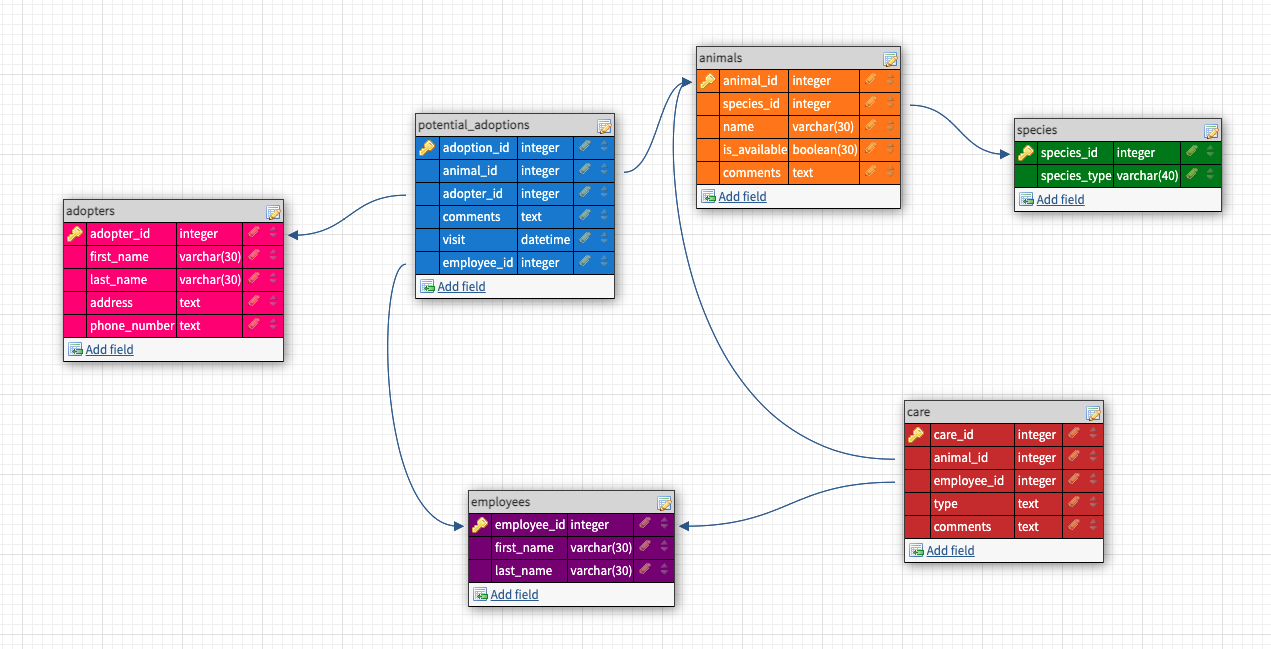 animals
animal_id integer
species_id integer
name varchar(30)
is_available boolean(30)
comments text
Add field
potential_adoptions
adoption_id integer
animal_id integer
adopter_id integer
comments text
visit datetime
employee_id integer
Add field
species
species_id integer
species_type varchar(40)
Add field
adopters
adopter_id integer
first_name varchar(30)
last_name varchar(30)
address text
phone_number text
Add field
care
care_id integer
animal_id integer
employee_id integer
type text
comments text
Add field
employees
employee_id integer
first_name varchar(30)
last_name varchar(30)
Add field